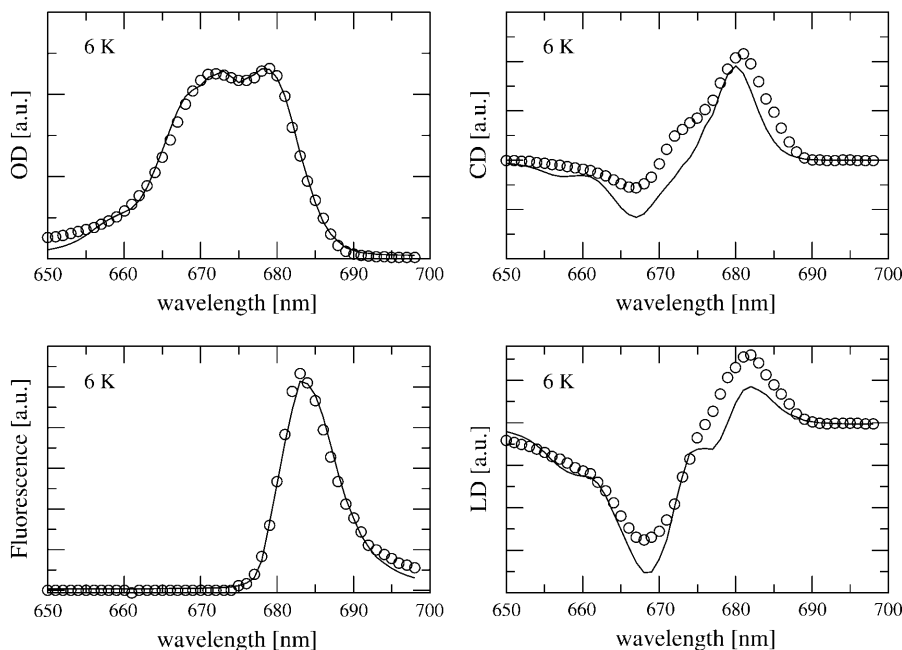 6 K
OD [a.u.]
650 660 670 680 690 700
wavelength [nm]
6 K
CD [a.u.]
650 660 670 680 690 700
wavelength [nm]
6 K
Fluorescence [a.u.]
650 660 670 680 690 700
wavelength [nm]
6 K
LD [a.u.]
650 660 670 680 690 700
wavelength [nm]